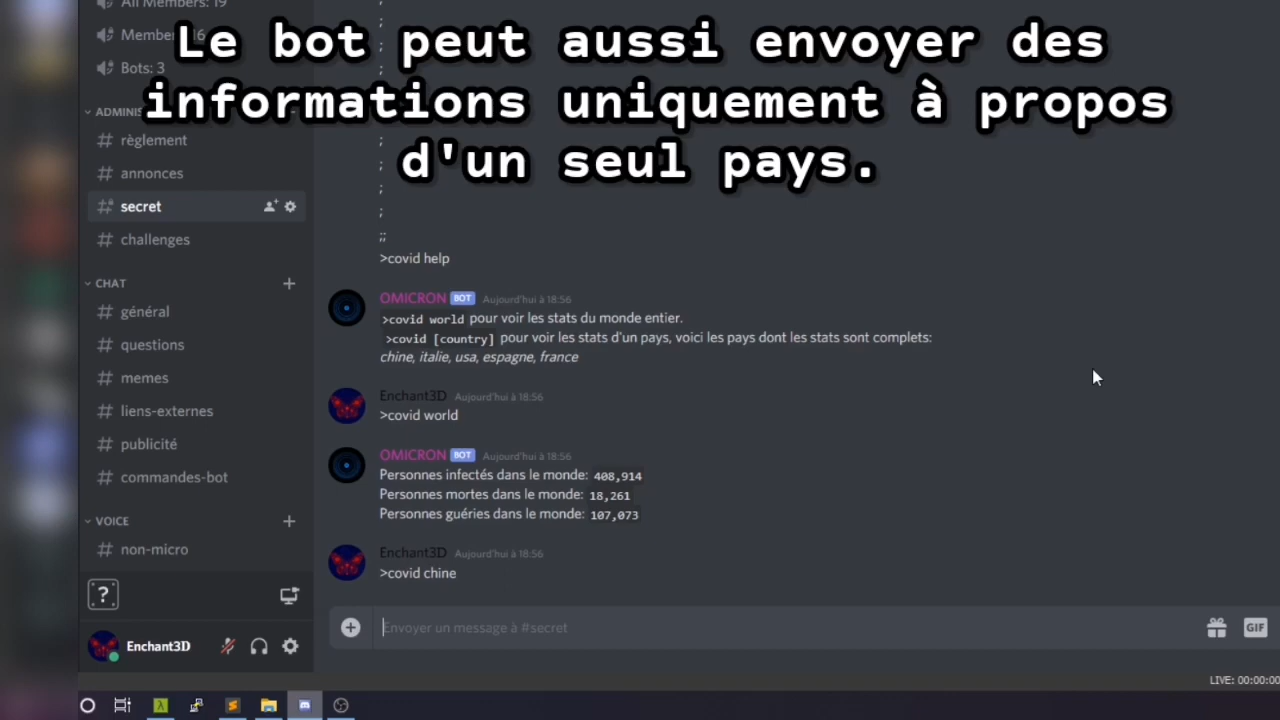 All Members: 19
Le bot peut aussi envoyer des
informations uniquement à propos
d'un seul pays.
Bots: 3
règlement
annonces
secret
challenges
CHAT
général
questions
memes
liens-externes
publicité
commandes-bot
VOICE
non-micro
Enchant3D
;
;
;
;
;
;
;
;;
>covid help
OMICRON BOT Aujourd'hui à 18:56
>covid world pour voir les stats du monde entier.
>covid [country] pour voir les stats d'un pays, voici les pays dont les stats sont complets:
chine, italie, usa, espagne, france
Enchant3D Aujourd'hui à 18:56
>covid world
OMICRON BOT Aujourd'hui à 18:56
Personnes infectés dans le monde: 408,914
Personnes mortes dans le monde: 18,261
Personnes guéries dans le monde: 107,073
Enchant3D Aujourd'hui à 18:56
>covid chine
Envoyer un message à #secret
GIF
LIVE: 00:00:00